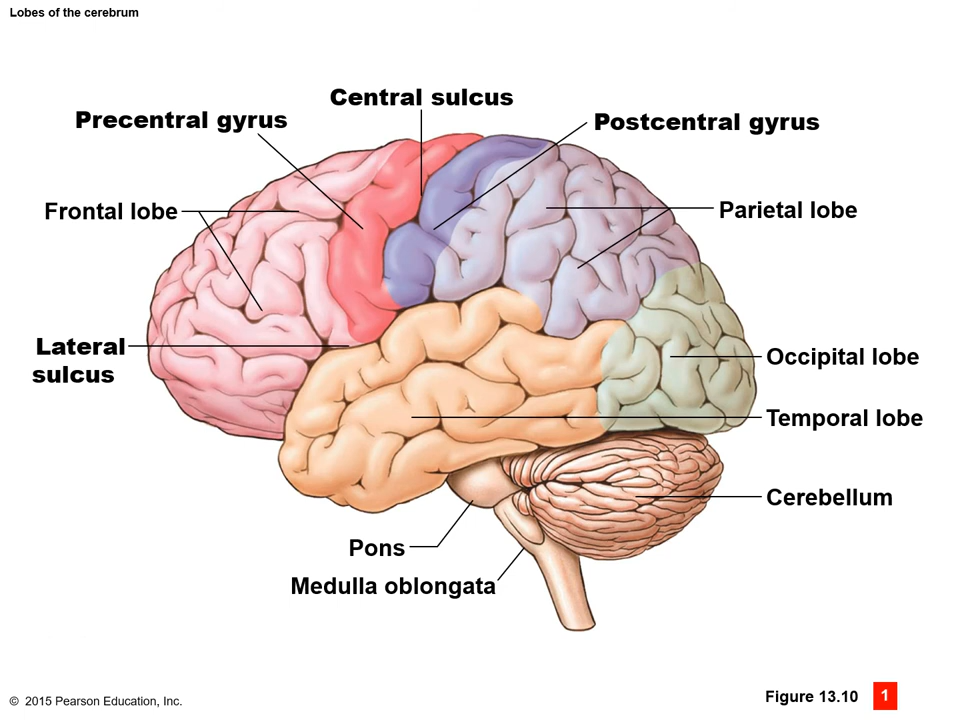 Lobes of the cerebrum
Central sulcus
Precentral gyrus
Postcentral gyrus
Frontal lobe
Parietal lobe
Lateral
sulcus
Occipital lobe
Temporal lobe
Cerebellum
Pons
Medulla oblongata
© 2015 Pearson Education, Inc.
Figure 13.10 1